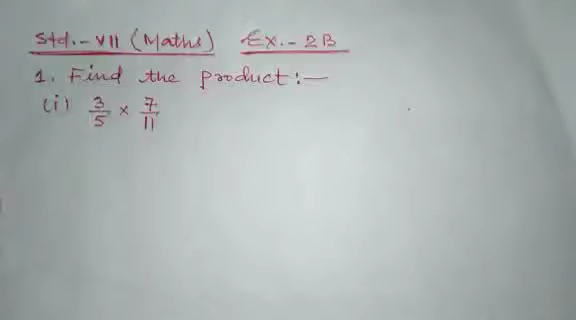 Std.- VII (Maths) Ex.- 2B
1. Find the product:-
(i) 3/5 × 7/11